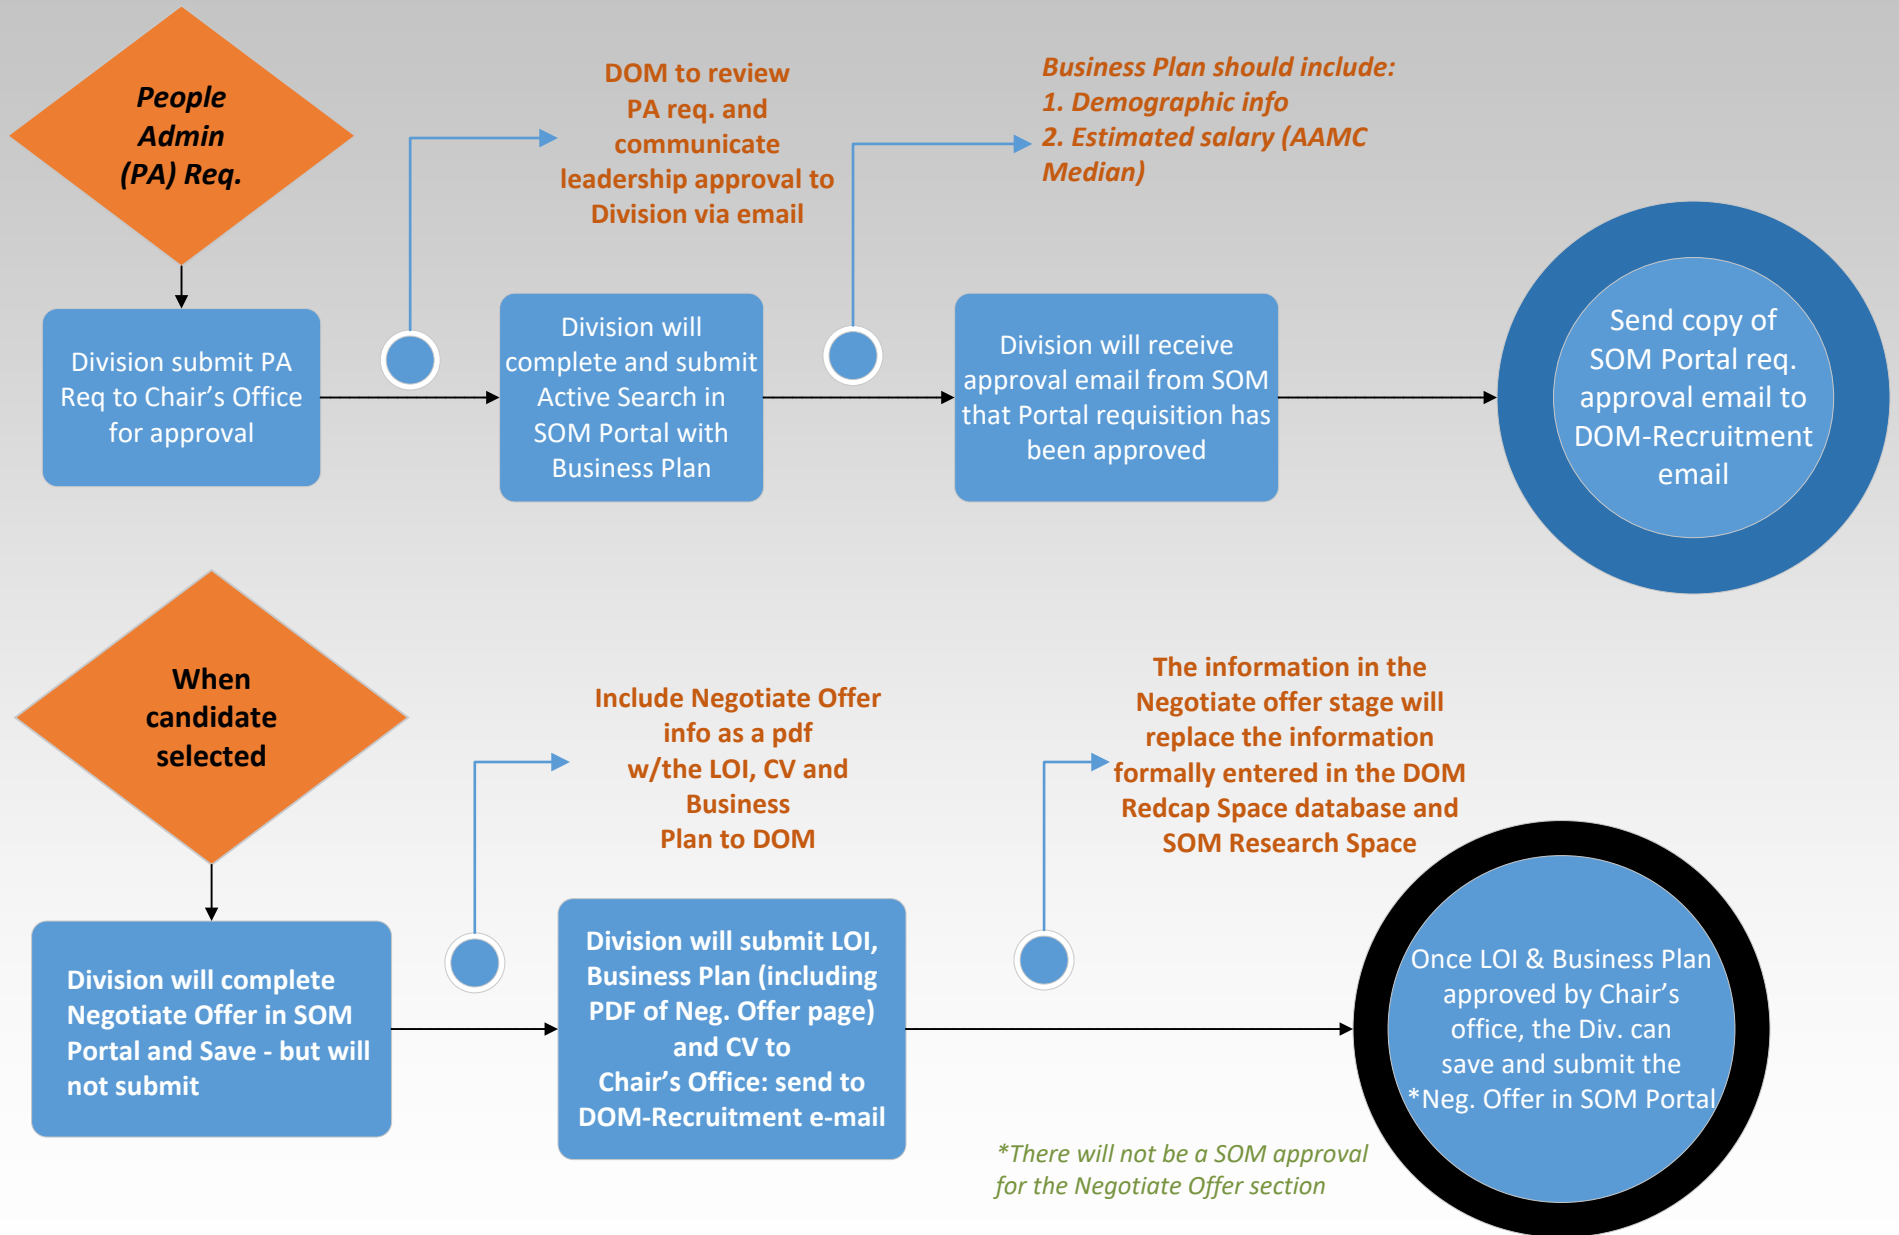 People
Admin
(PA) Req.
DOM to review
PA req. and
communicate
leadership approval to
Division via email
Business Plan should include:
1. Demographic info
2. Estimated salary (AAMC
Median)
Division submit PA
Req to Chair’s Office
for approval
Division will
complete and submit
Active Search in
SOM Portal with
Business Plan
Division will receive
approval email from SOM
that Portal requisition has
been approved
Send copy of
SOM Portal req.
approval email to
DOM-Recruitment
email
When
candidate
selected
Include Negotiate Offer
info as a pdf
w/the LOI, CV and
Business
Plan to DOM
The information in the
Negotiate offer stage will
replace the information
formally entered in the DOM
Redcap Space database and
SOM Research Space
Division will complete
Negotiate Offer in SOM
Portal and Save - but will
not submit
Division will submit LOI,
Business Plan (including
PDF of Neg. Offer page)
and CV to
Chair’s Office: send to
DOM-Recruitment e-mail
Once LOI & Business Plan
approved by Chair’s
office, the Div. can
save and submit the
*Neg. Offer in SOM Portal
*There will not be a SOM approval
for the Negotiate Offer section